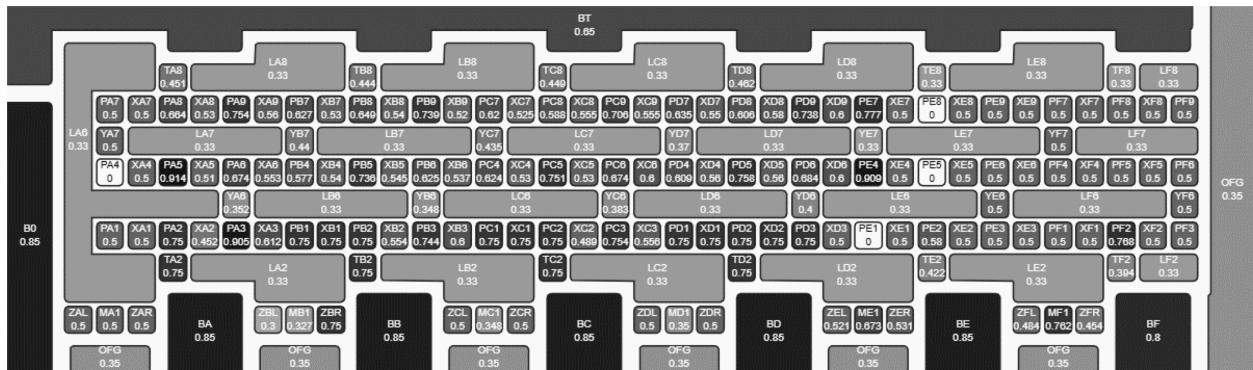 BT
0.65
LA8
0.33
LB8
0.33
LC8
0.33
LD8
0.33
LE8
0.33
TA8 TB8 TC8 TD8 TE8 TF8 LF8
0.451 0.444 0.449 0.462 0.33 0.33 0.33
PA7 XA7 PA8 XA8 PA9 XA9 PB7 XB7 PB8 XB8 PB9 XB9 PC7 XC7 PC8 XC8 PC9 XC9 PD7 XD7 PD8 XD8 PD9 XD9 PE7 XE7 PE8 XE8 PE9 XE9 PF7 XF7 PF8 XF8 PF9
0.5 0.5 0.664 0.53 0.754 0.56 0.627 0.53 0.649 0.54 0.739 0.52 0.62 0.525 0.588 0.555 0.706 0.555 0.635 0.55 0.606 0.58 0.738 0.6 0.777 0.5 0 0.5 0.5 0.5 0.5 0.5 0.5 0.5 0.5
LA6 YA7 LA7 YB7 LB7 YC7 LC7 YD7 LD7 YE7 LE7 YF7 LF7
0.33 0.5 0.33 0.44 0.33 0.435 0.33 0.37 0.33 0.33 0.33 0.5 0.33
PA4 XA4 PA5 XA5 PA6 XA6 PB4 XB4 PB5 XB5 PB6 XB6 PC4 XC4 PC5 XC5 PC6 XC6 PD4 XD4 PD5 XD5 PD6 XD6 PE4 XE4 PE5 XE5 PE6 XE6 PF4 XF4 PF5 XF5 PF6
0 0.5 0.914 0.51 0.674 0.553 0.577 0.54 0.736 0.545 0.625 0.537 0.624 0.53 0.751 0.53 0.674 0.6 0.609 0.56 0.758 0.56 0.684 0.6 0.909 0.5 0 0.5 0.5 0.5 0.5 0.5 0.5 0.5 0.5
OFG
0.35
YA6 LB6 YB6 LC6 YC6 LD6 YD6 LE6 YE6 LF6 YF6
0.352 0.33 0.348 0.33 0.383 0.33 0.4 0.33 0.5 0.33 0.5
B0
0.85
PA1 XA1 PA2 XA2 PA3 XA3 PB1 XB1 PB2 XB2 PB3 XB3 PC1 XC1 PC2 XC2 PC3 XC3 PD1 XD1 PD2 XD2 PD3 XD3 PE1 XE1 PE2 XE2 PE3 XE3 PF1 XF1 PF2 XF2 PF3
0.5 0.5 0.75 0.452 0.905 0.612 0.75 0.75 0.75 0.554 0.744 0.6 0.75 0.75 0.75 0.489 0.754 0.556 0.75 0.75 0.75 0.75 0.75 0.5 0 0.5 0.58 0.5 0.5 0.5 0.5 0.5 0.768 0.5 0.5
TA2 LA2 TB2 LB2 TC2 LC2 TD2 LD2 TE2 LE2 TF2 LF2
0.75 0.33 0.75 0.33 0.75 0.33 0.75 0.33 0.422 0.33 0.394 0.33
ZAL MA1 ZAR ZBL MB1 ZBR ZCL MC1 ZCR ZDL MD1 ZDR ZEL ME1 ZER ZFL MF1 ZFR
0.5 0.5 0.5 0.3 0.327 0.75 0.5 0.348 0.5 0.5 0.35 0.5 0.521 0.673 0.531 0.484 0.762 0.454
BA BB BC BD BE BF
0.85 0.85 0.85 0.85 0.85 0.8
OFG OFG OFG OFG OFG OFG
0.35 0.35 0.35 0.35 0.35 0.35